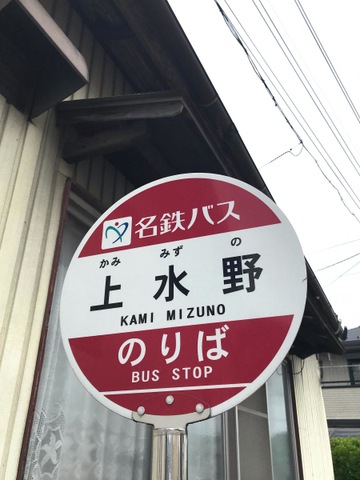 名鉄バス
かみ みず の
上水野
KAMI MIZUNO
のりば
BUS STOP